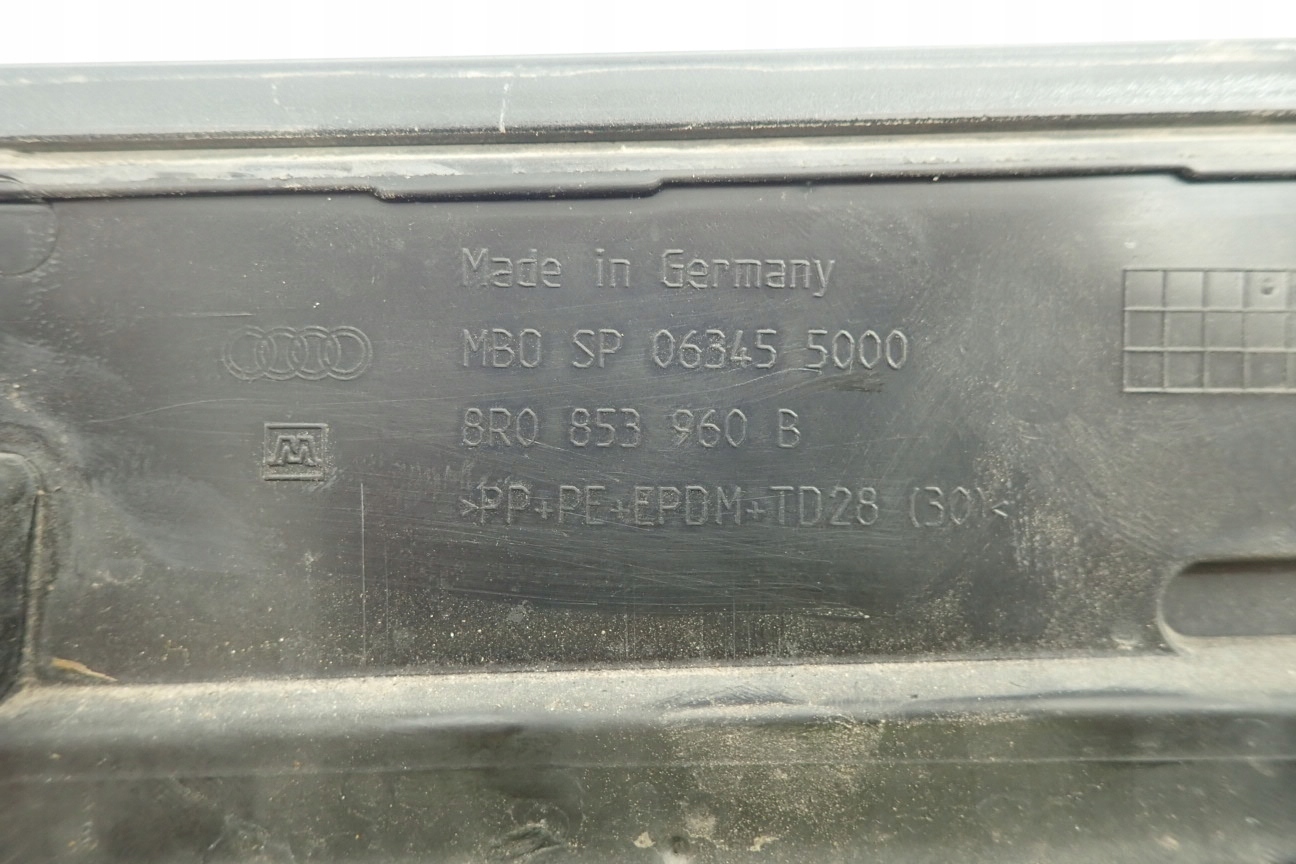 Made in Germany
MBO SP 06345 5000
8R0 853 960 B
M
>PP+PE+EPDM+TD28 (30)<